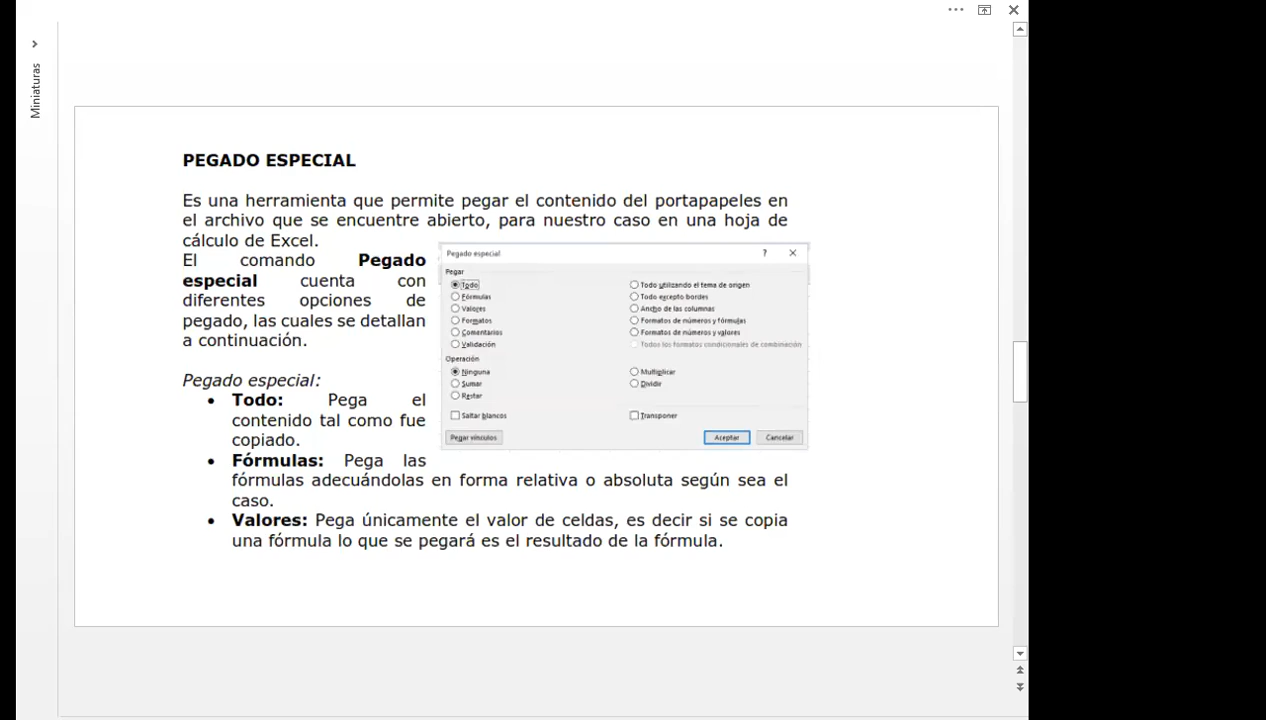 Miniaturas
PEGADO ESPECIAL
Es una herramienta que permite pegar el contenido del portapapeles en
el archivo que se encuentre abierto, para nuestro caso en una hoja de
cálculo de Excel.
El comando Pegado
especial cuenta con
diferentes opciones de
pegado, las cuales se detallan
a continuación.
Pegado especial:
• Todo: Pega el
contenido tal como fue
copiado.
• Fórmulas: Pega las
fórmulas adecuándolas en forma relativa o absoluta según sea el
caso.
• Valores: Pega únicamente el valor de celdas, es decir si se copia
una fórmula lo que se pegará es el resultado de la fórmula.
Pegado especial
?
Pegar
Todo
Fórmulas
Valores
Formatos
Comentarios
Validación
Todo utilizando el tema de origen
Todo excepto bordes
Ancho de las columnas
Formatos de números y fórmulas
Formatos de números y valores
Todos los formatos condicionales de combinación
Operación
Ninguna
Sumar
Restar
Multiplicar
Dividir
Saltar blancos
Transponer
Pegar vínculos
Aceptar
Cancelar